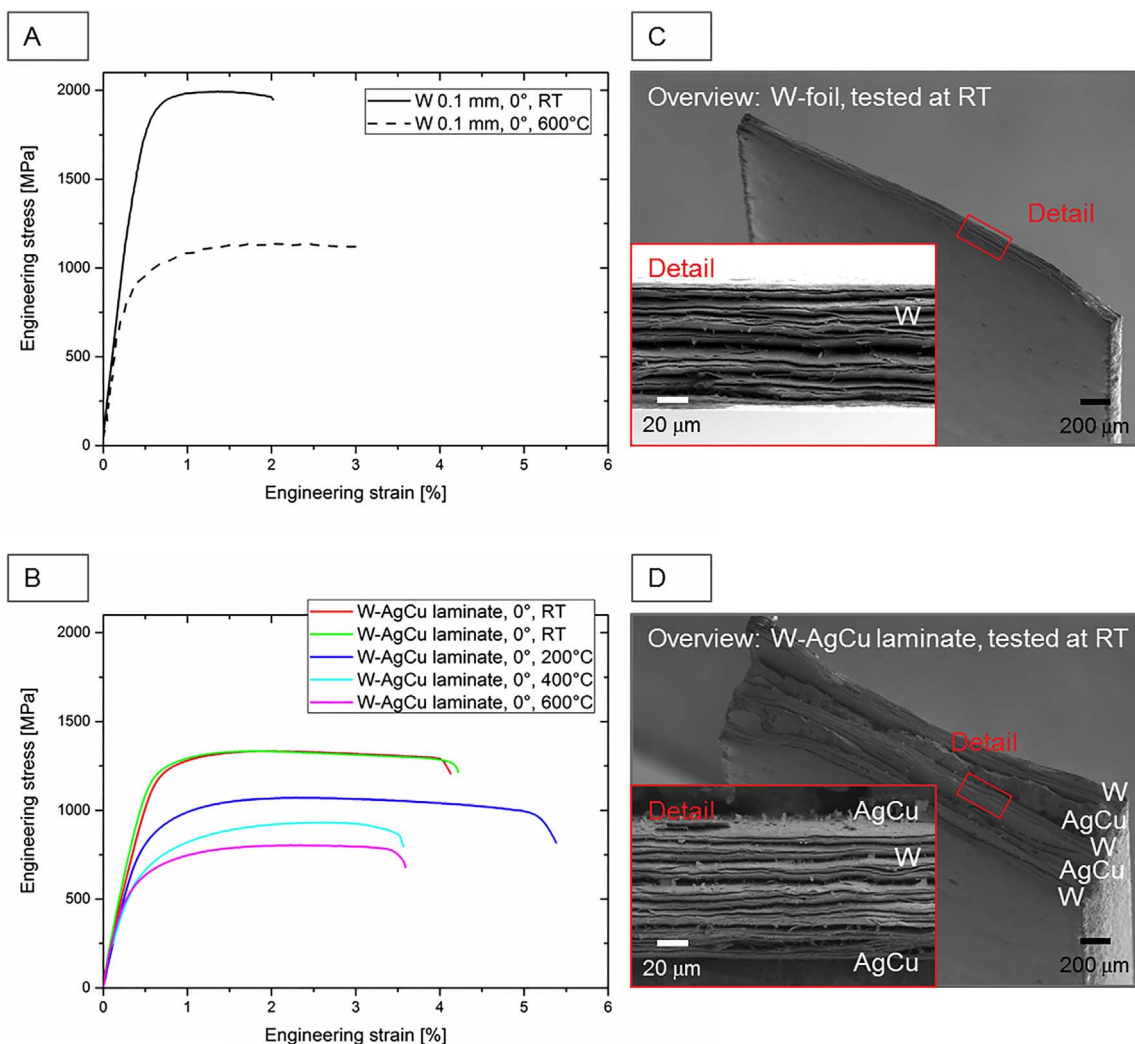 A
Engineering stress [MPa]
2000
1500
1000
500
0
W 0.1 mm, 0°, RT
W 0.1 mm, 0°, 600°C
0 1 2 3 4 5 6
Engineering strain [%]
C
Overview: W-foil, tested at RT
Detail
Detail
W
20 μm
200 μm
B
Engineering stress [MPa]
2000
1500
1000
500
0
W-AgCu laminate, 0°, RT
W-AgCu laminate, 0°, RT
W-AgCu laminate, 0°, 200°C
W-AgCu laminate, 0°, 400°C
W-AgCu laminate, 0°, 600°C
0 1 2 3 4 5 6
Engineering strain [%]
D
Overview: W-AgCu laminate, tested at RT
Detail
W
AgCu
W
AgCu
W
Detail
AgCu
W
20 μm
AgCu
200 μm